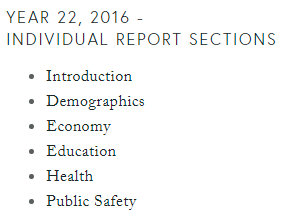 YEAR 22, 2016 -
INDIVIDUAL REPORT SECTIONS
• Introduction
• Demographics
• Economy
• Education
• Health
• Public Safety